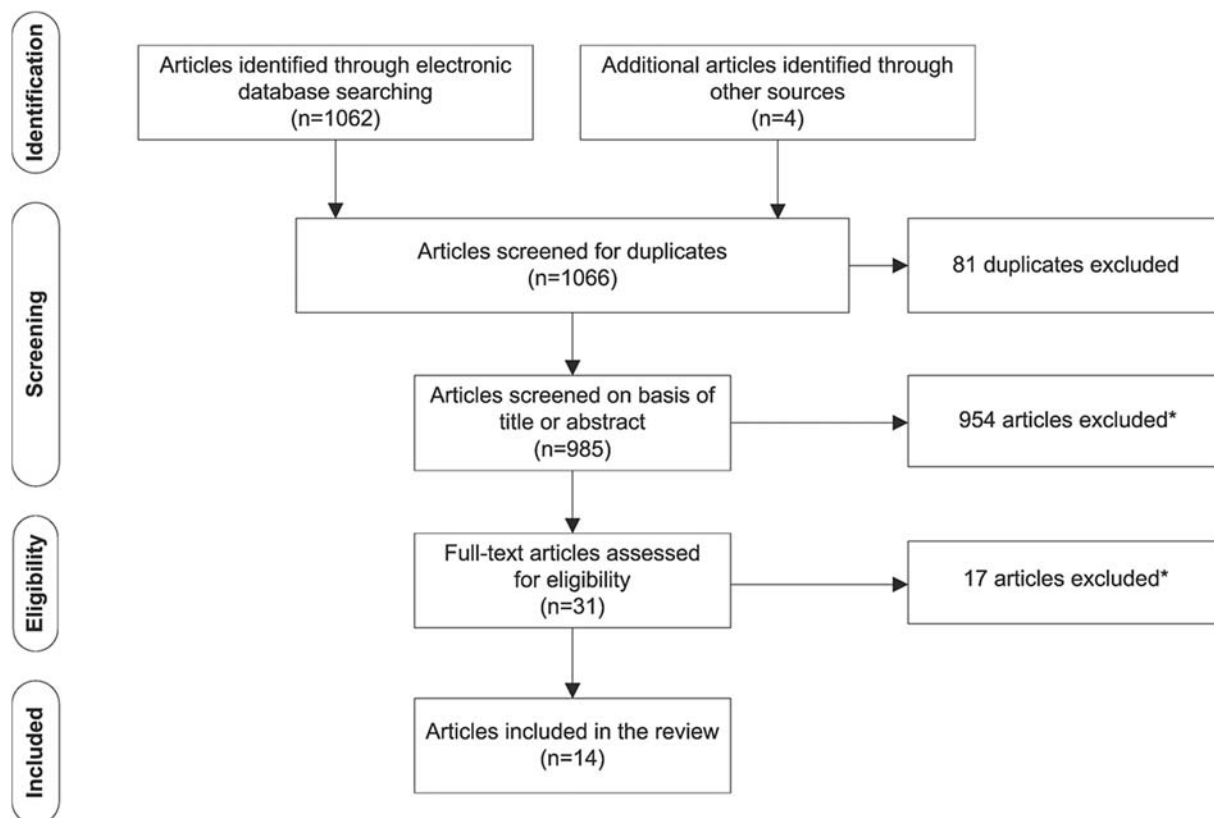 Identification
Articles identified through electronic
database searching
(n=1062)
Additional articles identified through
other sources
(n=4)
Screening
Articles screened for duplicates
(n=1066)
81 duplicates excluded
Articles screened on basis of
title or abstract
(n=985)
954 articles excluded*
Eligibility
Full-text articles assessed
for eligibility
(n=31)
17 articles excluded*
Included
Articles included in the review
(n=14)